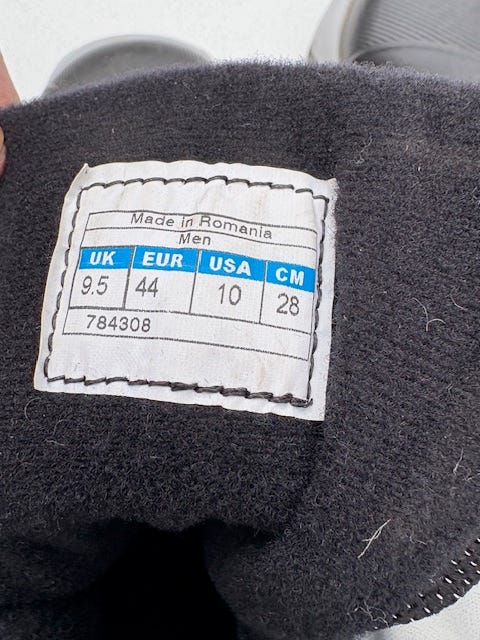 Made in Romania
Men
UK EUR USA CM
9.5 44 10 28
784308